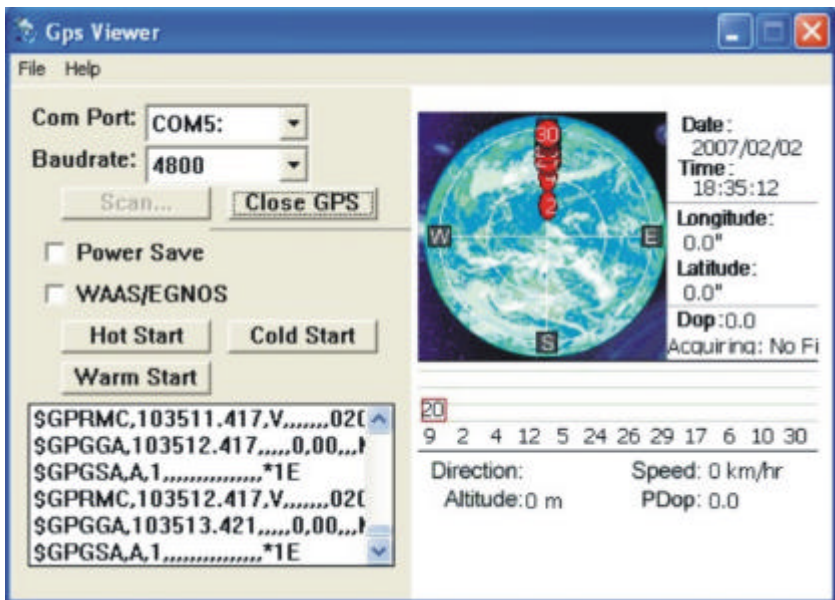 Gps Viewer
File Help
Com Port: COM5:
Baudrate: 4800
Scan... Close GPS
Power Save
WAAS/EGNOS
Hot Start Cold Start
Warm Start
$GPRMC,103511.417,V,,,,,,,020
$GPGGA,103512.417,,,,,0,00,,,M
$GPGSA,A,1,,,,,,,,,,,,,,,*1E
$GPRMC,103512.417,V,,,,,,,020
$GPGGA,103513.421,,,,,0,00,,,M
$GPGSA,A,1,,,,,,,,,,,,,,,*1E
30
2
W E
S
Date:
2007/02/02
Time:
18:35:12
Longitude:
0.0"
Latitude:
0.0"
Dop:0.0
Acquiring: No Fi
20
9 2 4 12 5 24 26 29 17 6 10 30
Direction: Speed: 0 km/hr
Altitude:0 m PDop: 0.0